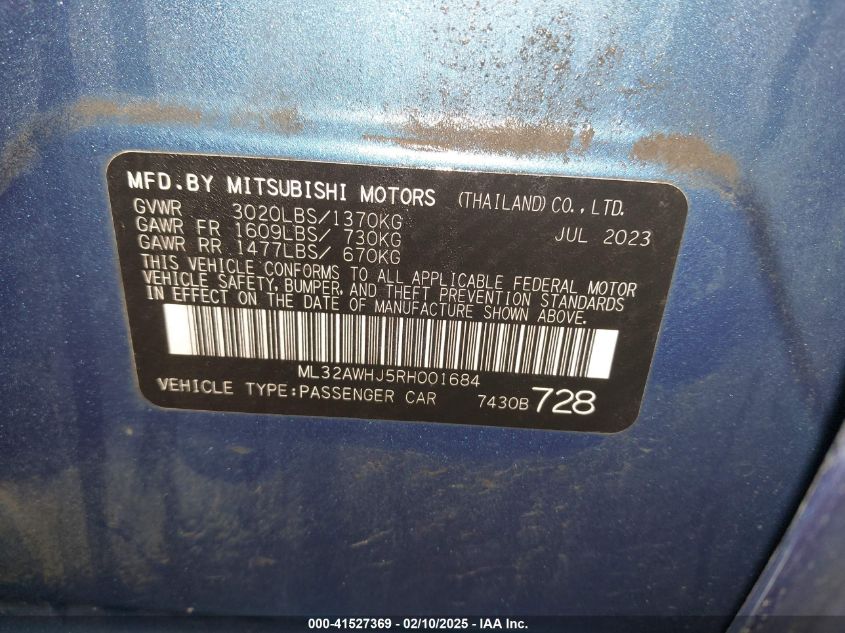 MFD.BY MITSUBISHI MOTORS (THAILAND) CO., LTD.
GVWR 3020LBS/1370KG
JUL 2023
GAWR FR 1609LBS/ 730KG
GAWR RR 1477LBS/ 670KG
THIS VEHICLE CONFORMS TO ALL APPLICABLE FEDERAL MOTOR
VEHICLE SAFETY, BUMPER, AND THEFT PREVENTION STANDARDS
IN EFFECT ON THE DATE OF MANUFACTURE SHOWN ABOVE.
ML32AWHJ5RH001684
VEHICLE TYPE:PASSENGER CAR 7430B 728
000-41527369 — 02/10/2025 — IAA Inc.